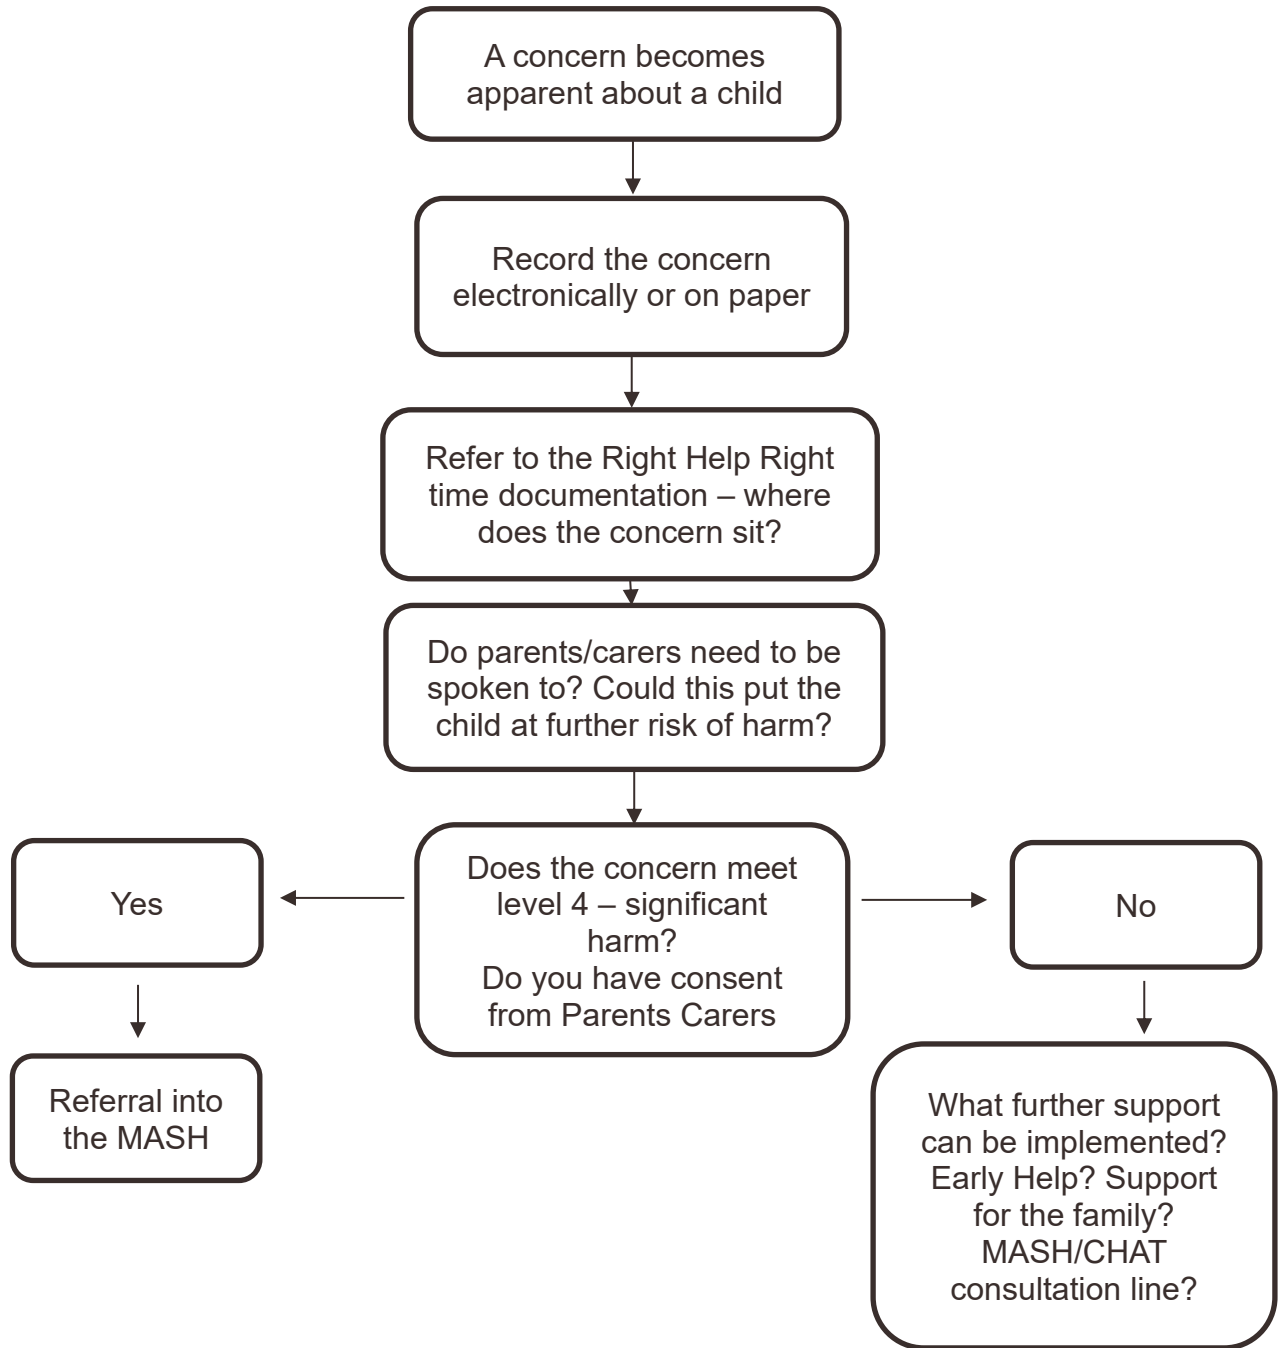 A concern becomes
apparent about a child
Record the concern
electronically or on paper
Refer to the Right Help Right
time documentation – where
does the concern sit?
Do parents/carers need to be
spoken to? Could this put the
child at further risk of harm?
Does the concern meet
level 4 – significant
harm?
Do you have consent
from Parents Carers
Yes
Referral into
the MASH
No
What further support
can be implemented?
Early Help? Support
for the family?
MASH/CHAT
consultation line?